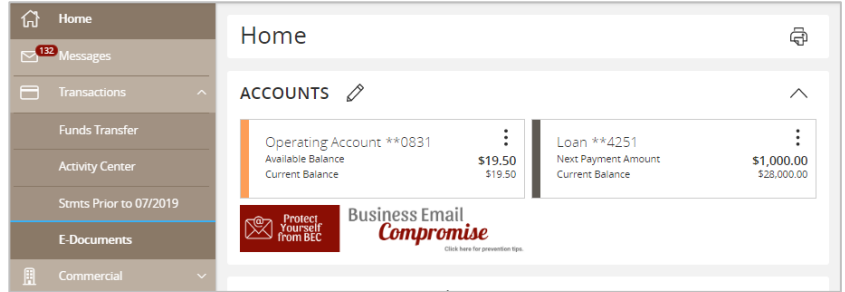 Home
132
Messages
Transactions
Funds Transfer
Activity Center
Stmts Prior to 07/2019
E-Documents
Commercial
Home
ACCOUNTS
Operating Account **0831
Available Balance $19.50
Current Balance $19.50
Loan **4251
Next Payment Amount $1,000.00
Current Balance $28,000.00
Protect
Yourself
from BEC
Business Email
Compromise
Click here for prevention tips.